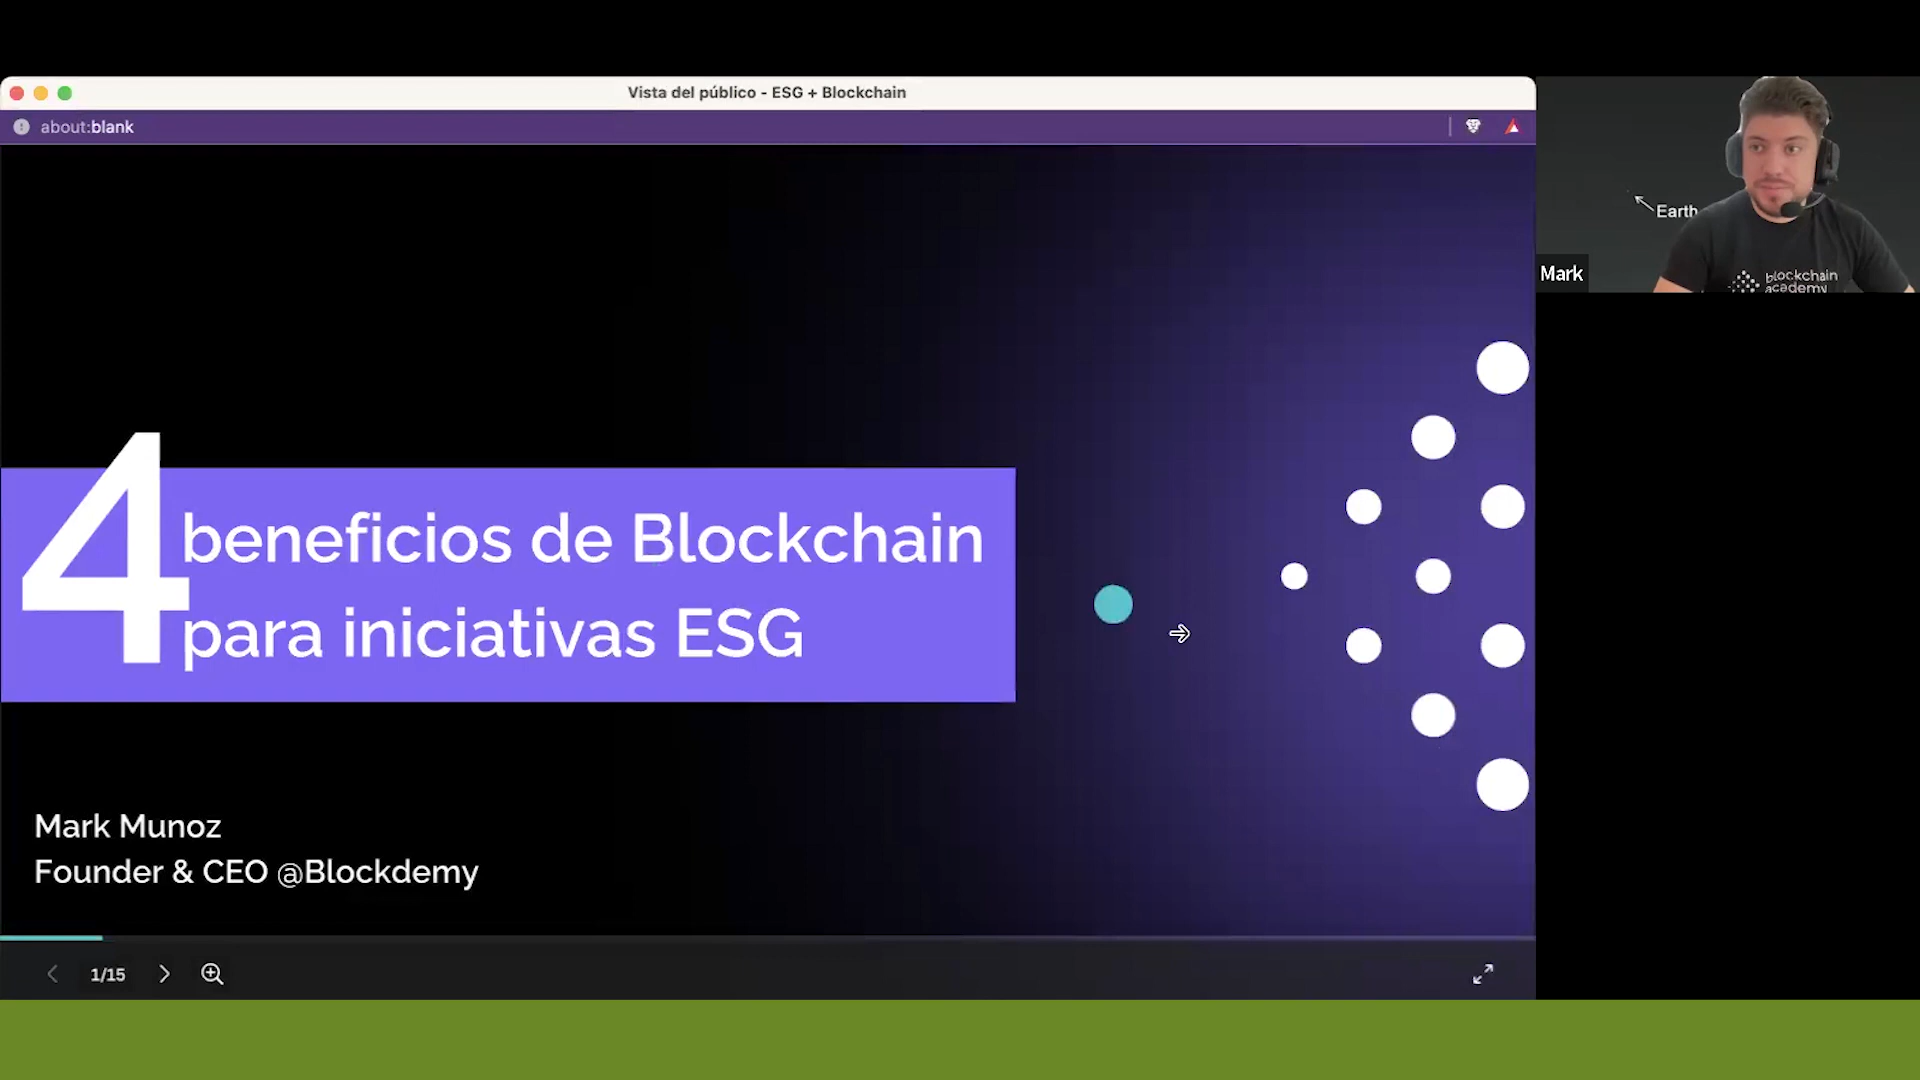 Vista del público - ESG + Blockchain
about:blank
4 beneficios de Blockchain
para iniciativas ESG
Mark Munoz
Founder & CEO @Blockdemy
1/15
Earth
blockchain
academy
Mark